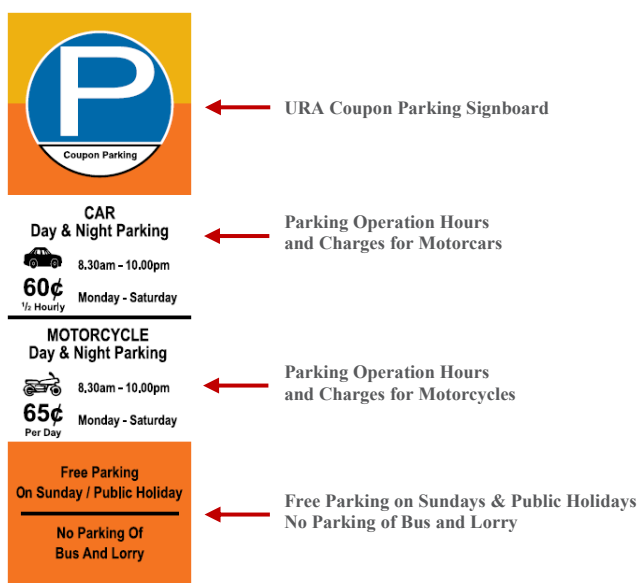 P
Coupon Parking
URA Coupon Parking Signboard
CAR
Day & Night Parking
8.30am – 10.00pm
60¢
½ Hourly
Monday - Saturday
Parking Operation Hours
and Charges for Motorcars
MOTORCYCLE
Day & Night Parking
8.30am – 10.00pm
65¢
Per Day
Monday - Saturday
Parking Operation Hours
and Charges for Motorcycles
Free Parking
On Sunday / Public Holiday
No Parking Of
Bus And Lorry
Free Parking on Sundays & Public Holidays
No Parking of Bus and Lorry